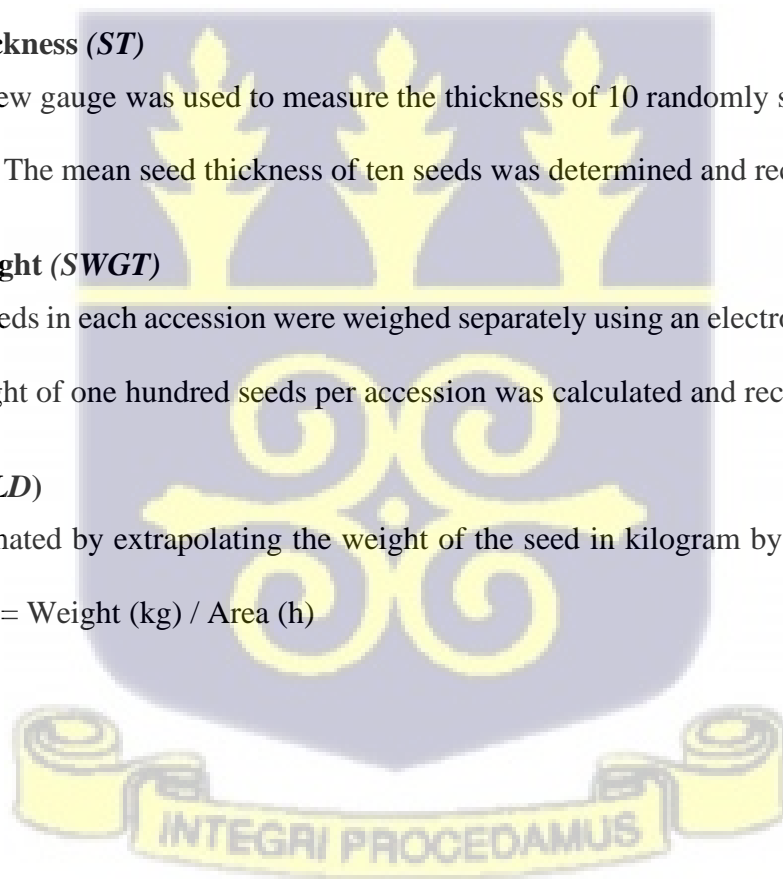 ckness (ST)
ew gauge was used to measure the thickness of 10 randomly s
The mean seed thickness of ten seeds was determined and rec
ght (SWGT)
eds in each accession were weighed separately using an electro
ght of one hundred seeds per accession was calculated and rec
LD)
nated by extrapolating the weight of the seed in kilogram by
= Weight (kg) / Area (h)
INTEGRI PROCEDAMUS